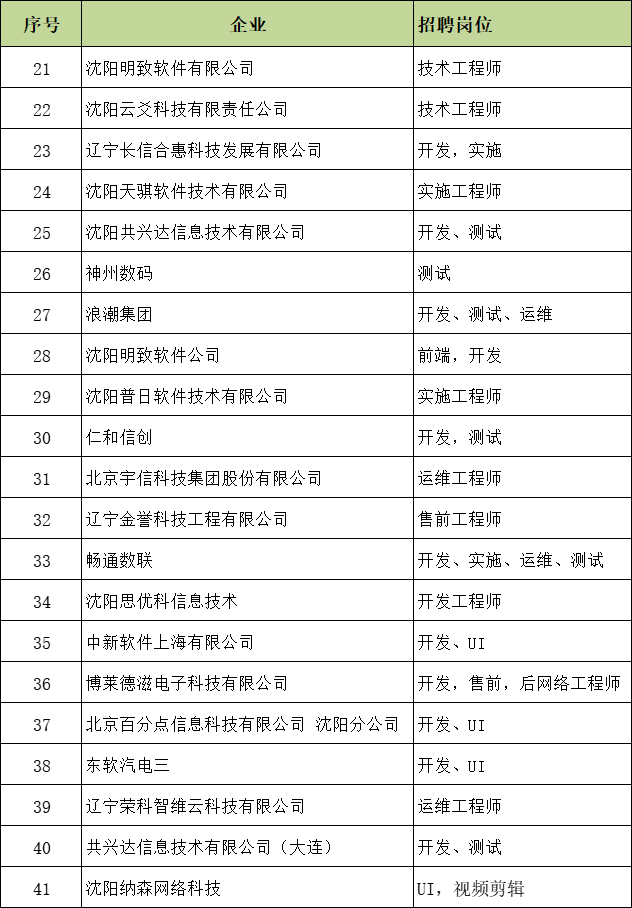 序号 企业 招聘岗位
21 沈阳明致软件有限公司 技术工程师
22 沈阳云爻科技有限责任公司 技术工程师
23 辽宁长信合惠科技发展有限公司 开发，实施
24 沈阳天骐软件技术有限公司 实施工程师
25 沈阳共兴达信息技术有限公司 开发、测试
26 神州数码 测试
27 浪潮集团 开发、测试、运维
28 沈阳明致软件公司 前端，开发
29 沈阳普日软件技术有限公司 实施工程师
30 仁和信创 开发，测试
31 北京宇信科技集团股份有限公司 运维工程师
32 辽宁金誉科技工程有限公司 售前工程师
33 畅通数联 开发、实施、运维、测试
34 沈阳思优科信息技术 开发工程师
35 中新软件上海有限公司 开发、UI
36 博莱德滋电子科技有限公司 开发，售前，后网络工程师
37 北京百分点信息科技有限公司 沈阳分公司 开发、UI
38 东软汽电三 开发、UI
39 辽宁荣科智维云科技有限公司 运维工程师
40 共兴达信息技术有限公司（大连） 开发、测试
41 沈阳纳森网络科技 UI，视频剪辑